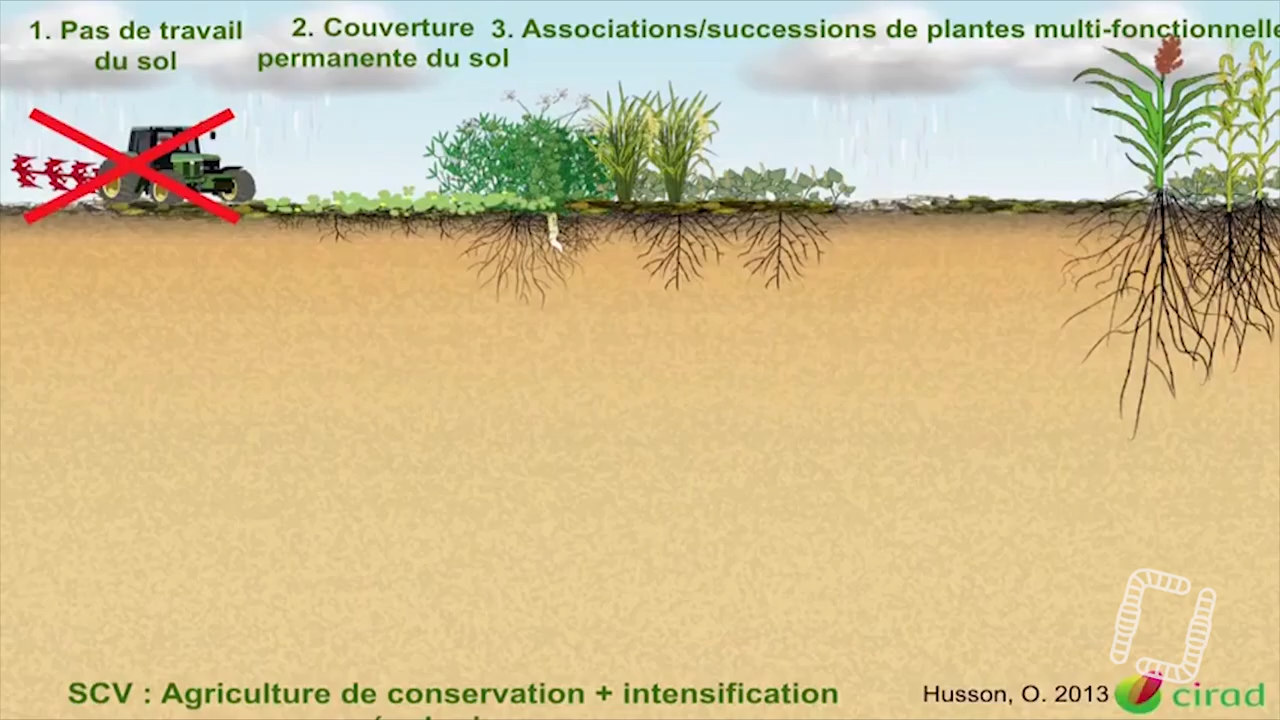 1. Pas de travail
du sol
2. Couverture
permanente du sol
3. Associations/successions de plantes multi-fonctionnelle
SCV : Agriculture de conservation + intensification
Husson, O. 2013
cirad